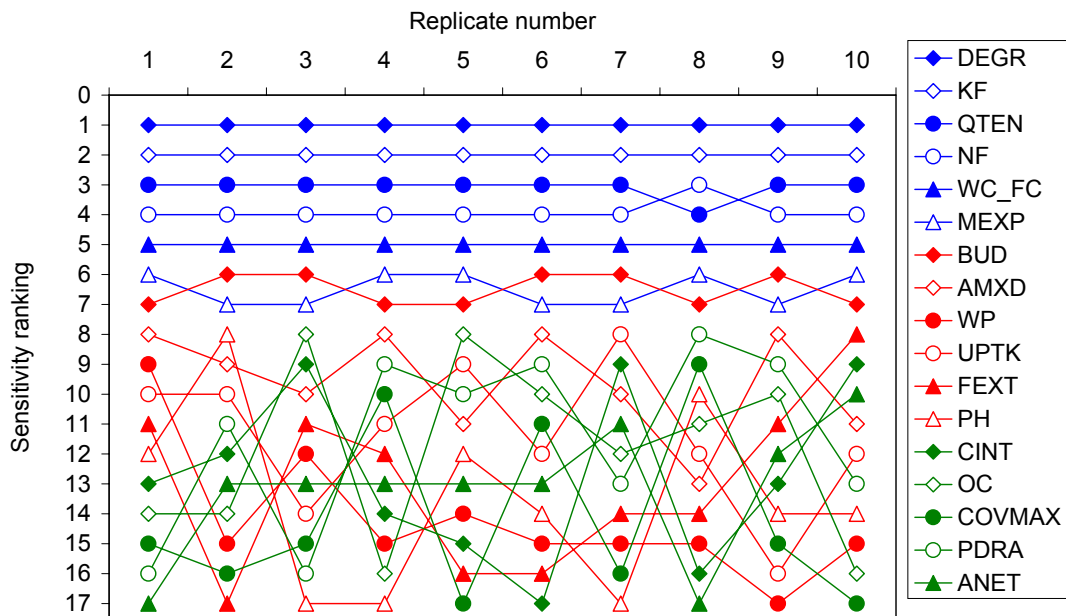 Replicate number
1 2 3 4 5 6 7 8 9 10
Sensitivity ranking
0
1
2
3
4
5
6
7
8
9
10
11
12
13
14
15
16
17
DEGR
KF
QTEN
NF
WC_FC
MEXP
BUD
AMXD
WP
UPTK
FEXT
PH
CINT
OC
COVMAX
PDRA
ANET